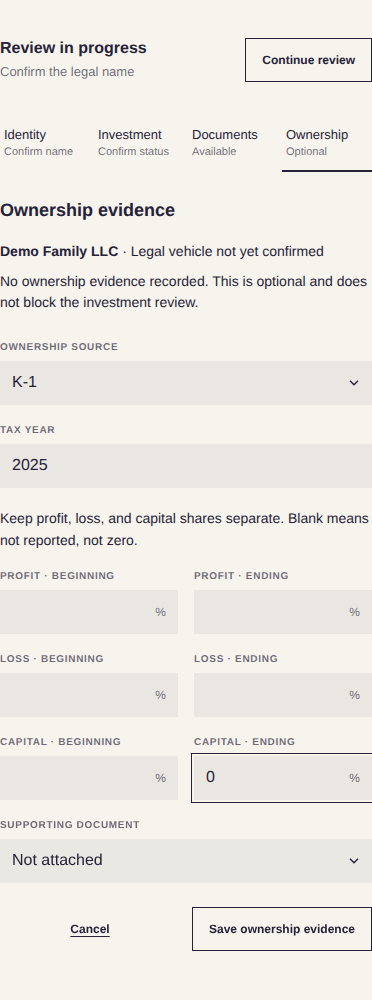 Review in progress
Confirm the legal name
Continue review
Identity
Confirm name
Investment
Confirm status
Documents
Available
Ownership
Optional
Ownership evidence
Demo Family LLC · Legal vehicle not yet confirmed
No ownership evidence recorded. This is optional and does
not block the investment review.
OWNERSHIP SOURCE
K-1
TAX YEAR
2025
Keep profit, loss, and capital shares separate. Blank means
not reported, not zero.
PROFIT · BEGINNING
%
PROFIT · ENDING
%
LOSS · BEGINNING
%
LOSS · ENDING
%
CAPITAL · BEGINNING
%
CAPITAL · ENDING
0 %
SUPPORTING DOCUMENT
Not attached
Cancel
Save ownership evidence